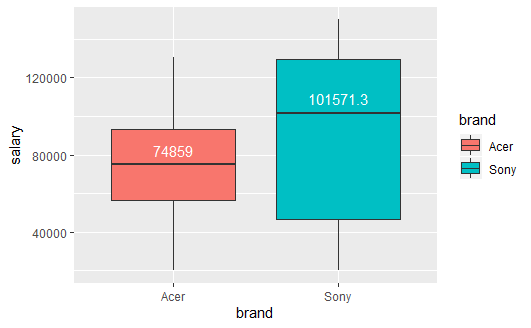 salary
120000
80000
40000
74859
101571.3
Acer
Sony
brand
brand
Acer
Sony